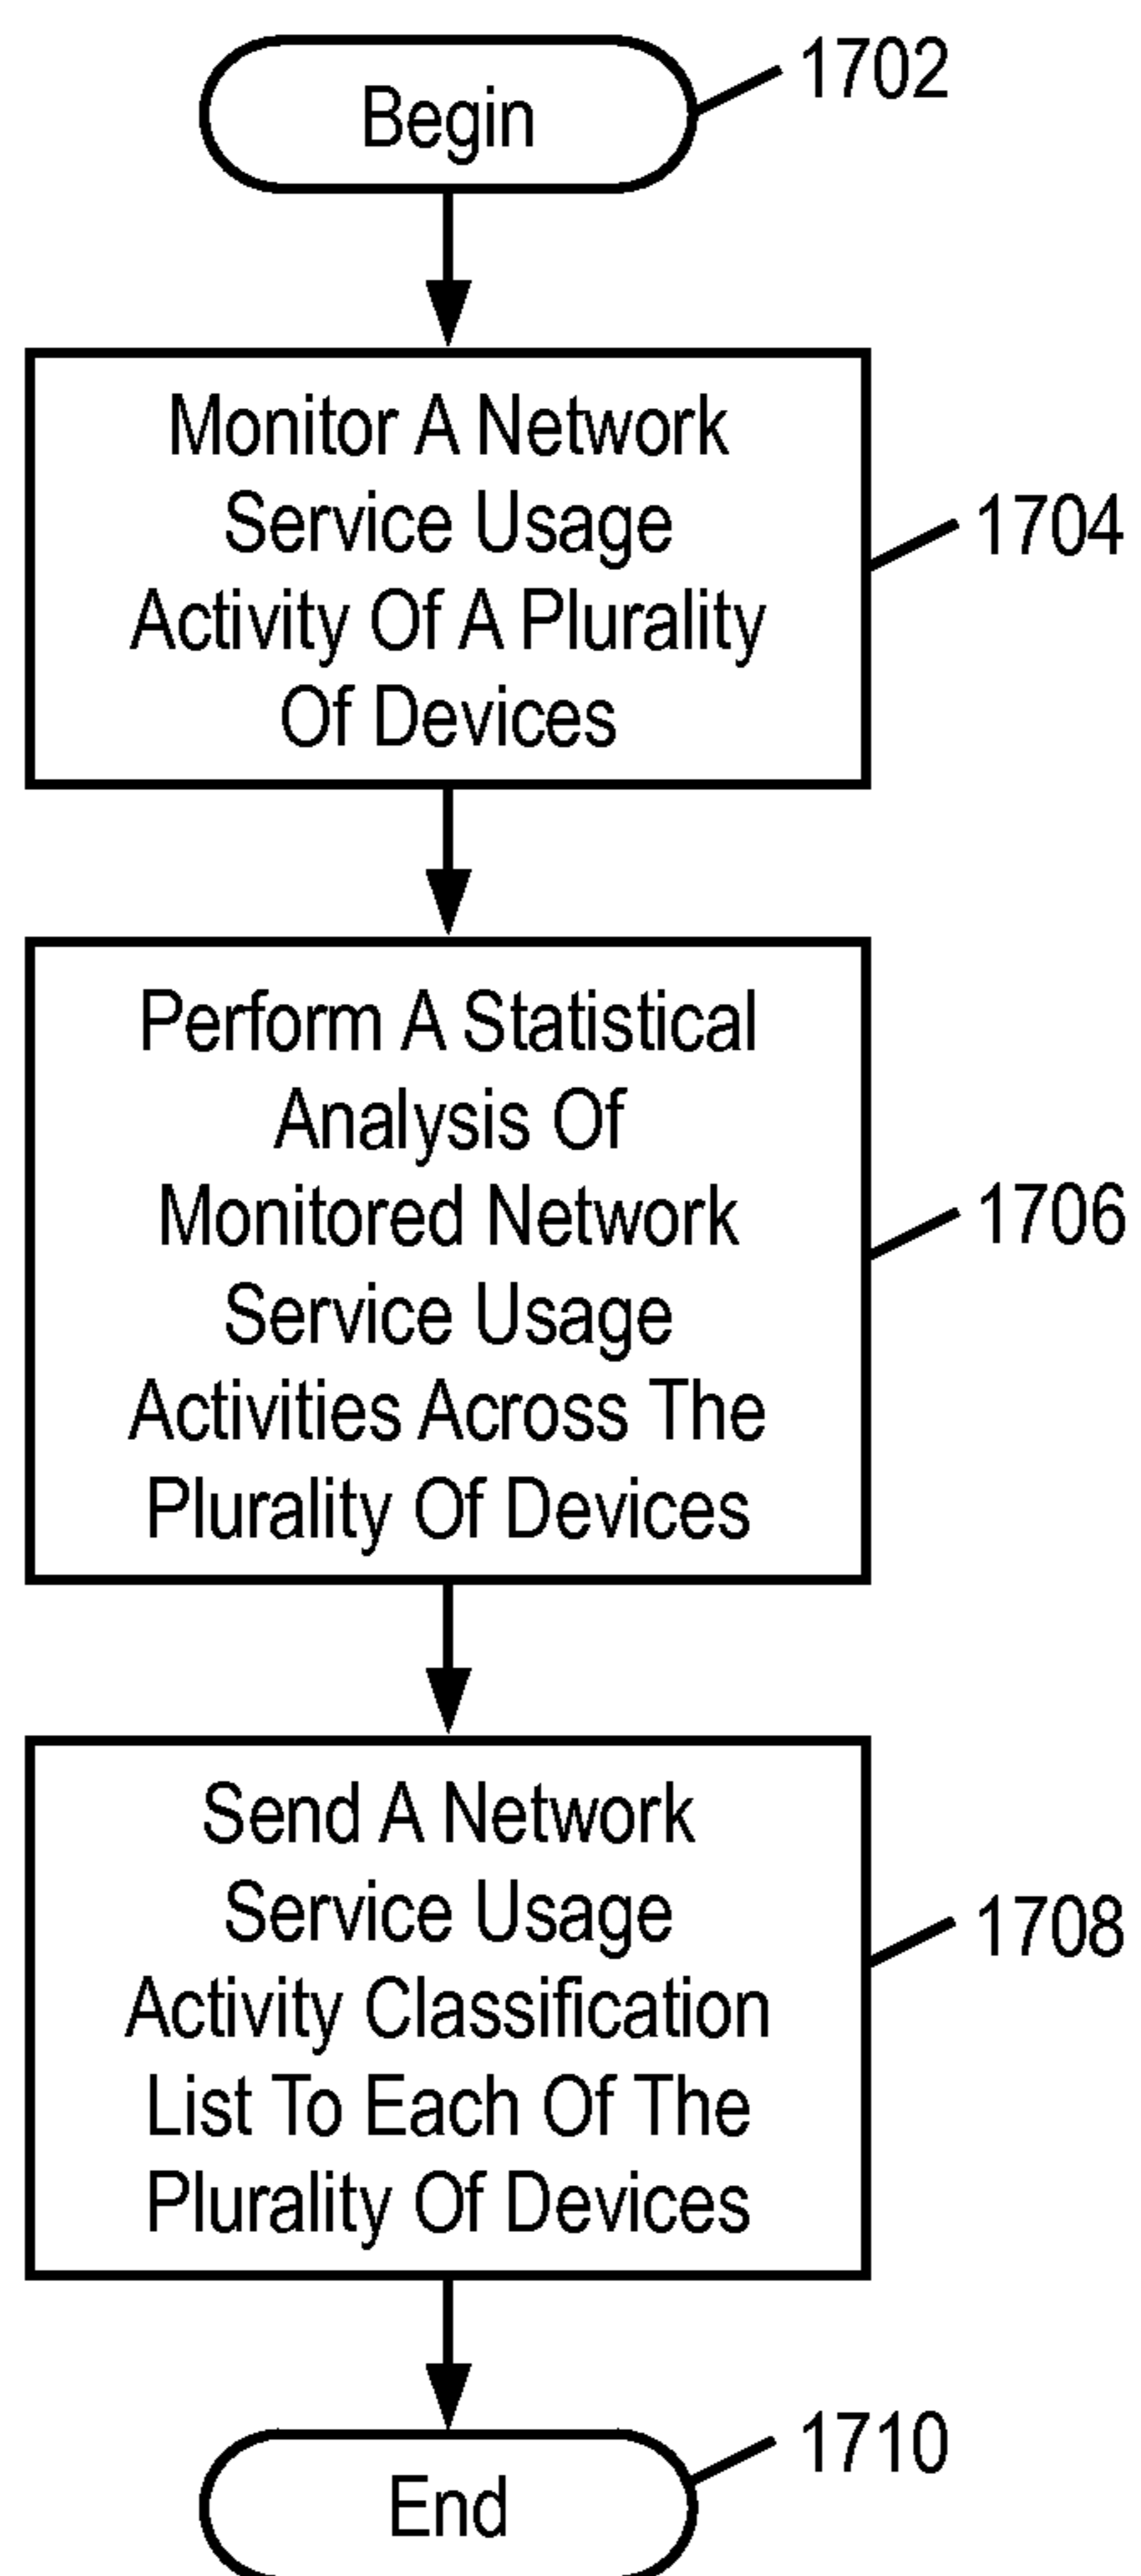 Begin
1702
Monitor A Network
Service Usage
Activity Of A Plurality
Of Devices
1704
Perform A Statistical
Analysis Of
Monitored Network
Service Usage
Activities Across The
Plurality Of Devices
1706
Send A Network
Service Usage
Activity Classification
List To Each Of The
Plurality Of Devices
1708
End
1710